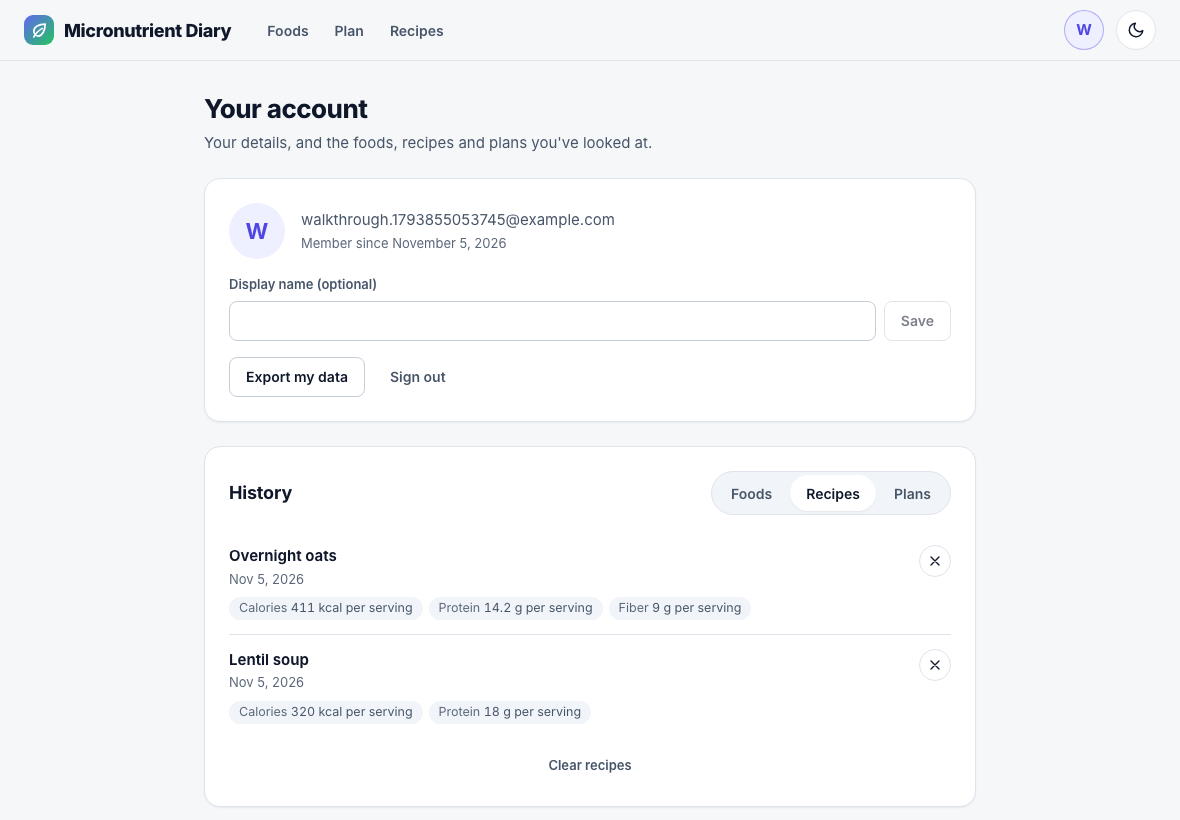 Micronutrient Diary Foods Plan Recipes W
Your account
Your details, and the foods, recipes and plans you've looked at.
W
walkthrough.1793855053745@example.com
Member since November 5, 2026
Display name (optional)
Save
Export my data Sign out
History Foods Recipes Plans
Overnight oats
Nov 5, 2026
Calories 411 kcal per serving Protein 14.2 g per serving Fiber 9 g per serving
Lentil soup
Nov 5, 2026
Calories 320 kcal per serving Protein 18 g per serving
Clear recipes